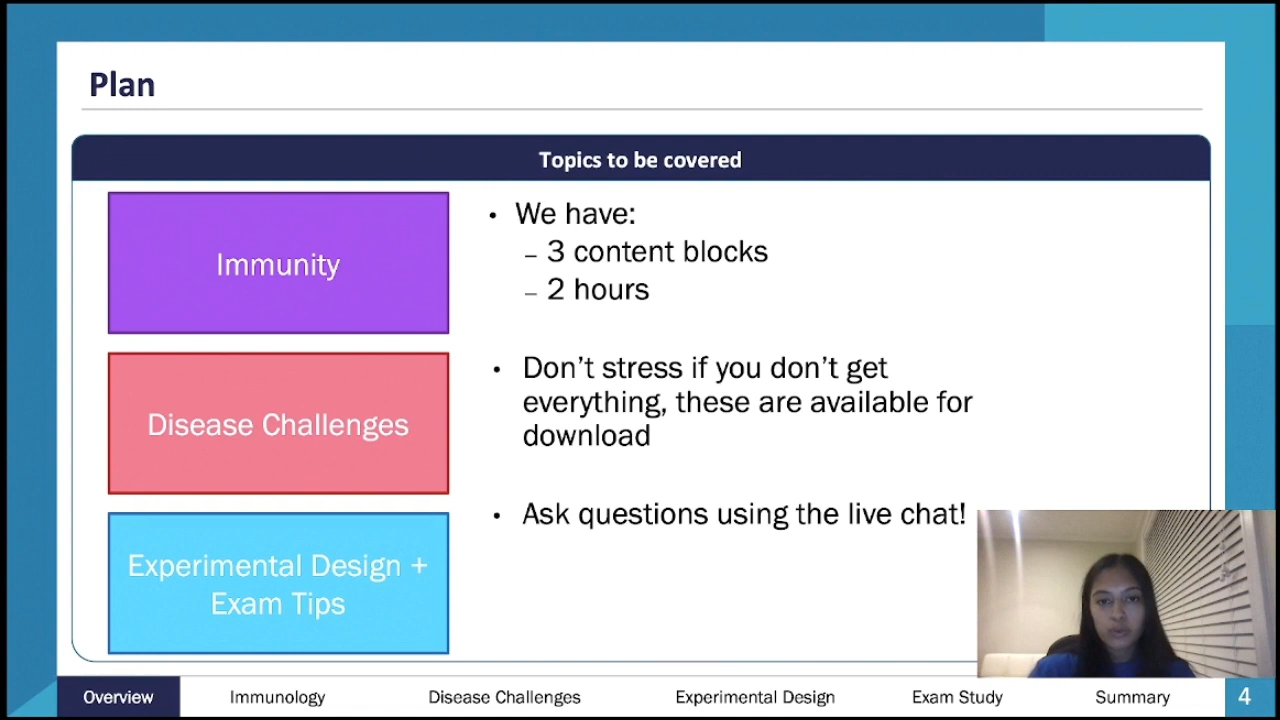 Plan
Topics to be covered
Immunity
Disease Challenges
Experimental Design +
Exam Tips
• We have:
– 3 content blocks
– 2 hours
• Don’t stress if you don’t get
everything, these are available for
download
• Ask questions using the live chat!
Overview
Immunology
Disease Challenges
Experimental Design
Exam Study
Summary
4